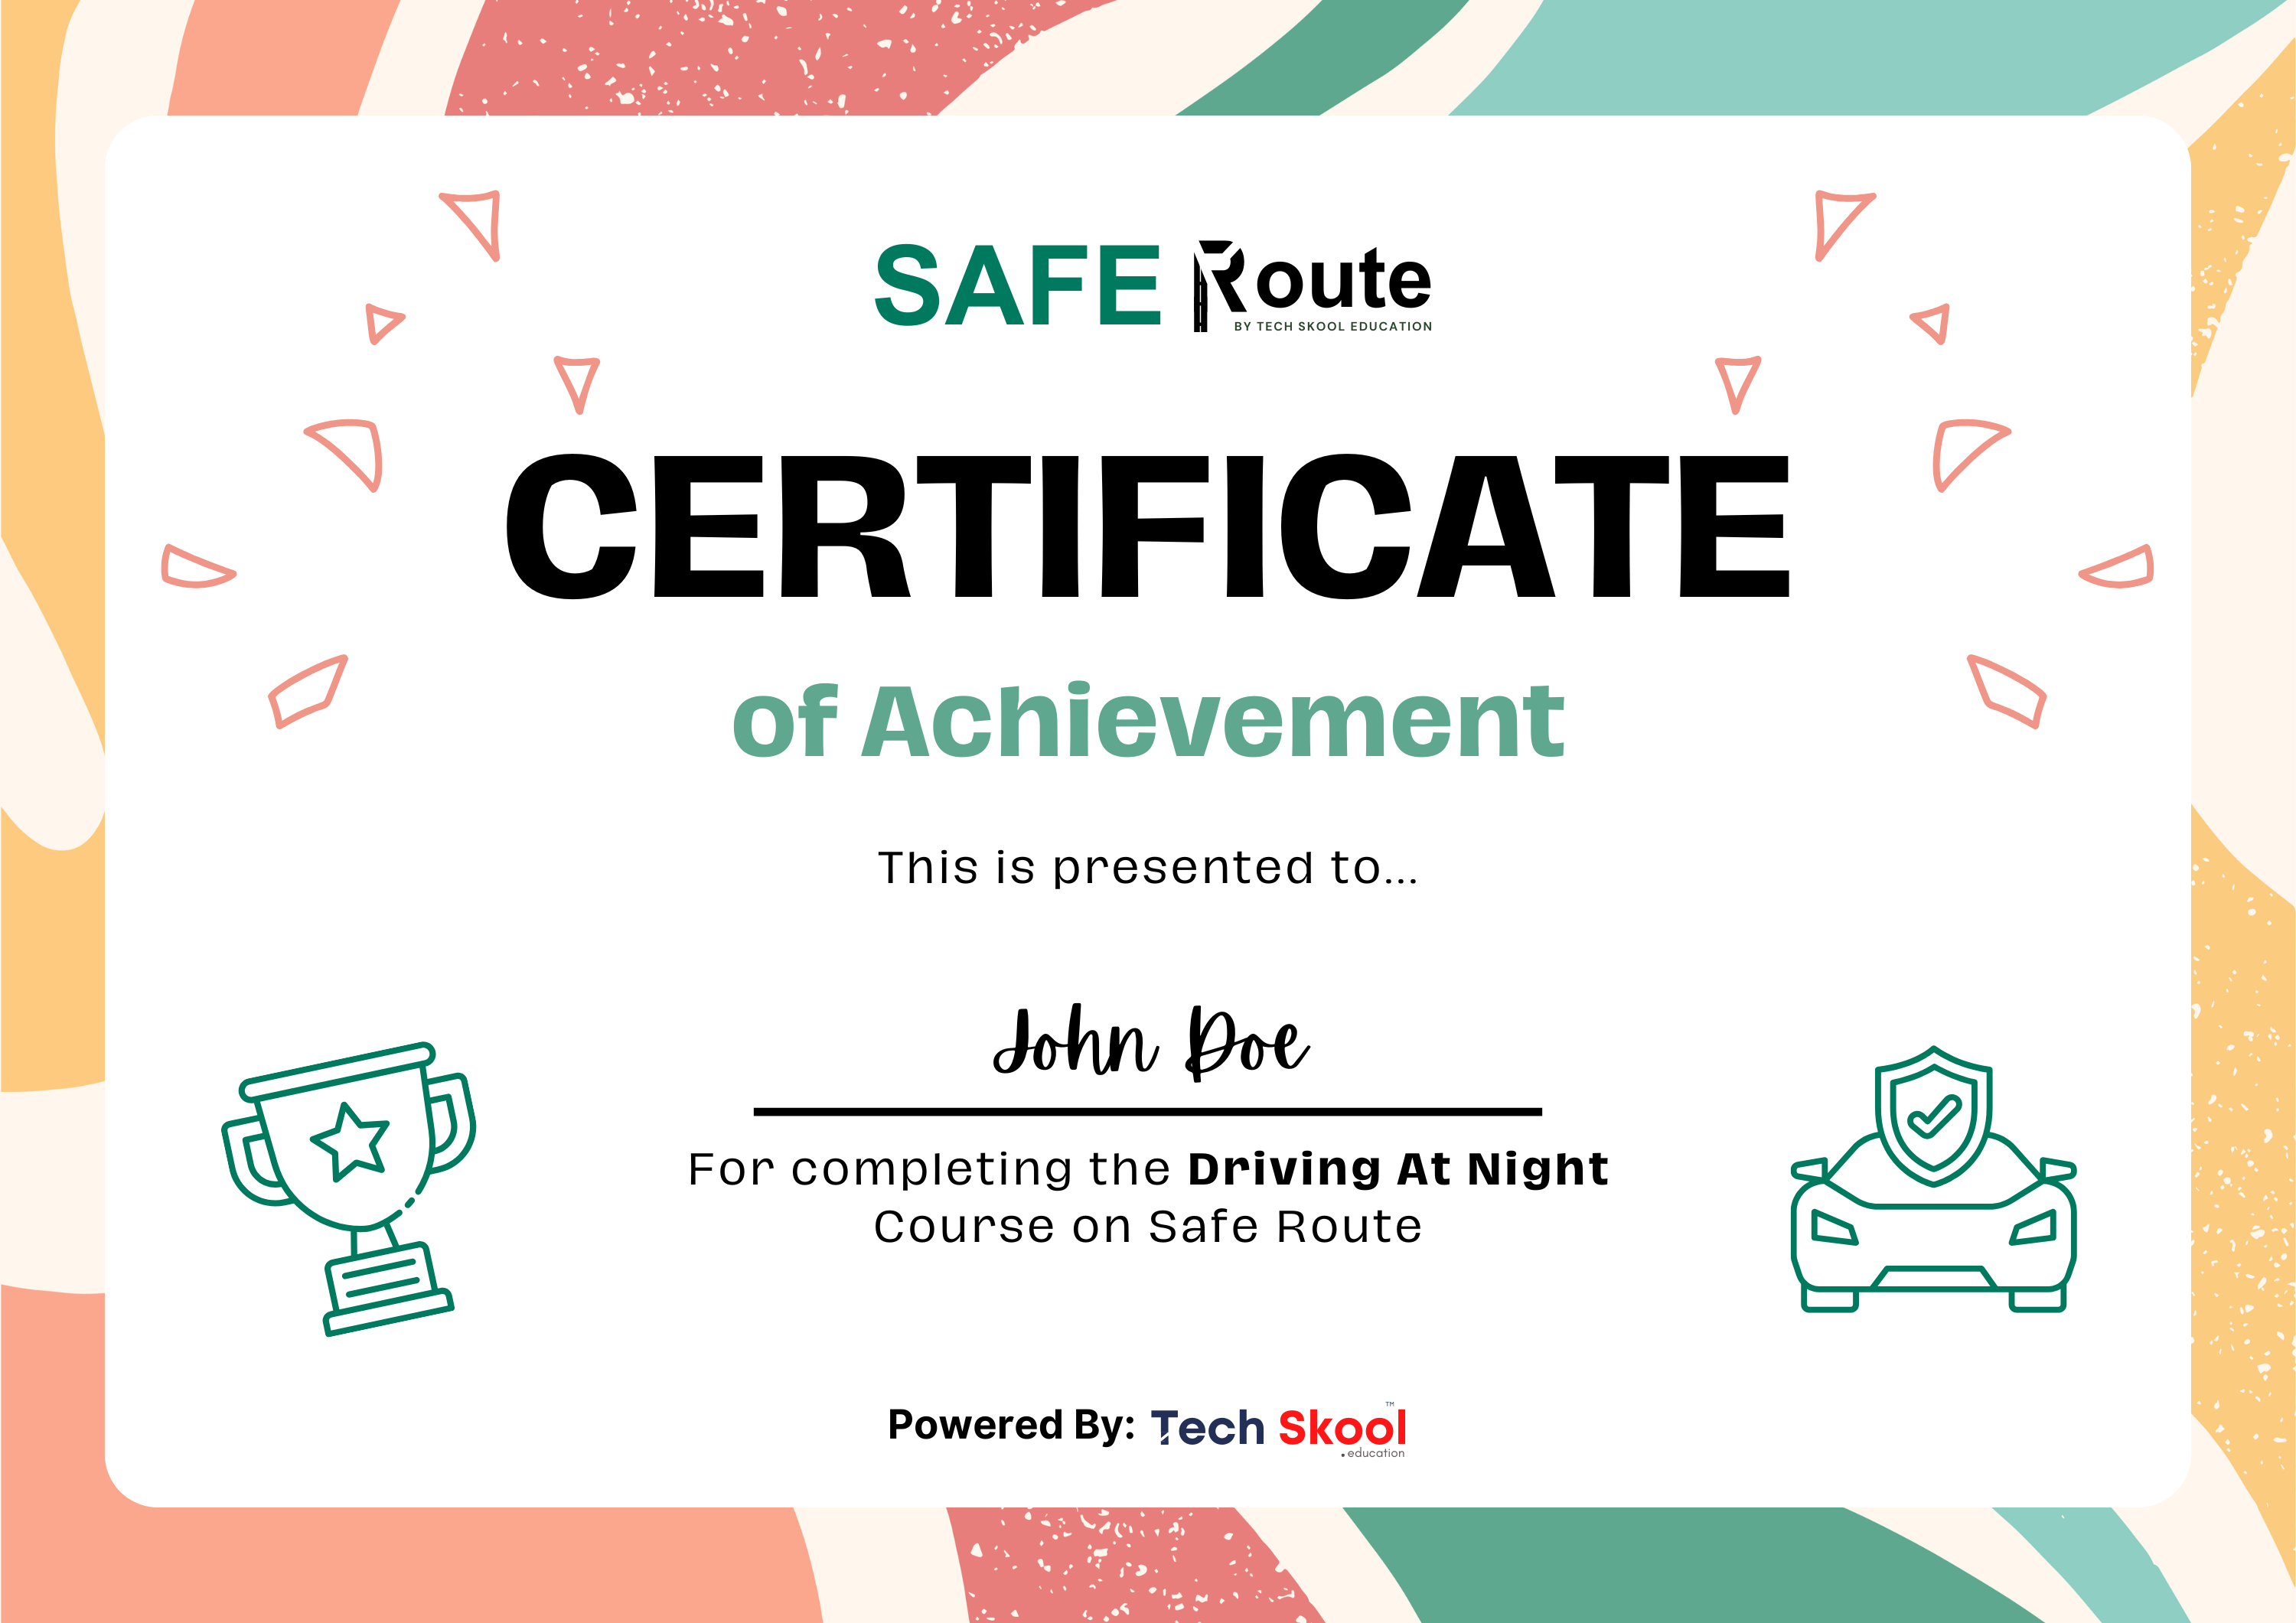 SAFE Route
BY TECH SKOOL EDUCATION
CERTIFICATE
of Achievement
This is presented to...
John Doe
For completing the Driving At Night
Course on Safe Route
Powered By: Tech Skool™
.education